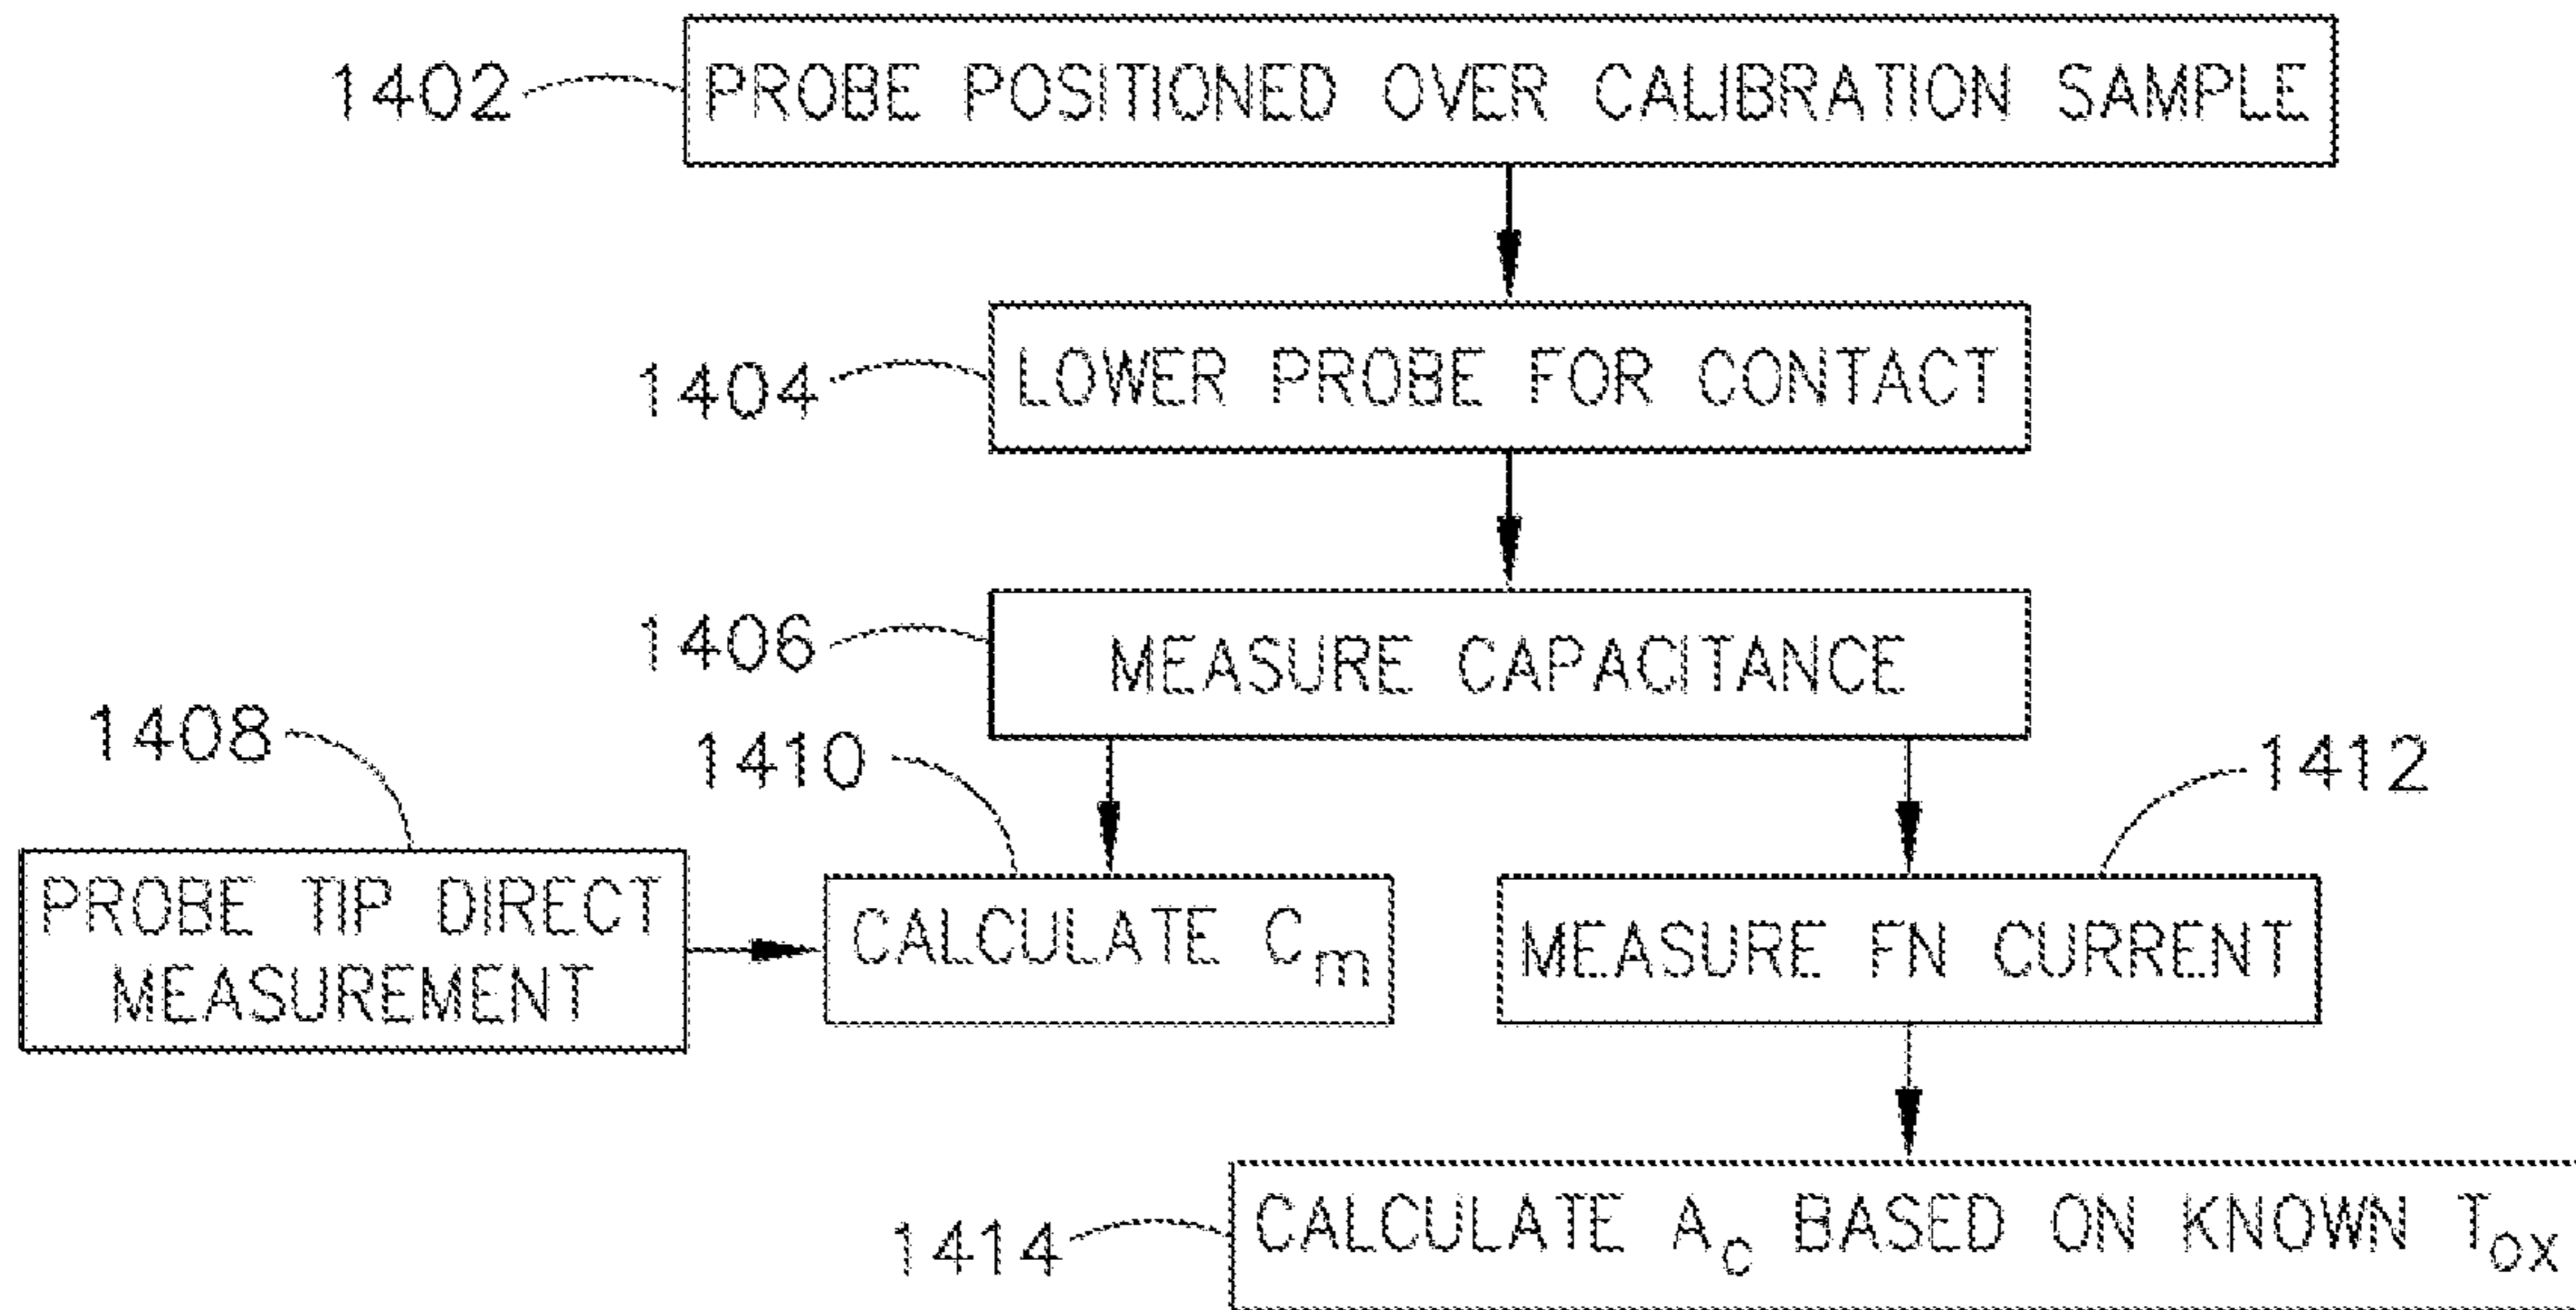 1402
PROBE POSITIONED OVER CALIBRATION SAMPLE
1404
LOWER PROBE FOR CONTACT
1406
MEASURE CAPACITANCE
1408
1410
1412
PROBE TIP DIRECT
MEASUREMENT
CALCULATE Cm
MEASURE FN CURRENT
1414
CALCULATE Ac BASED ON KNOWN Tox